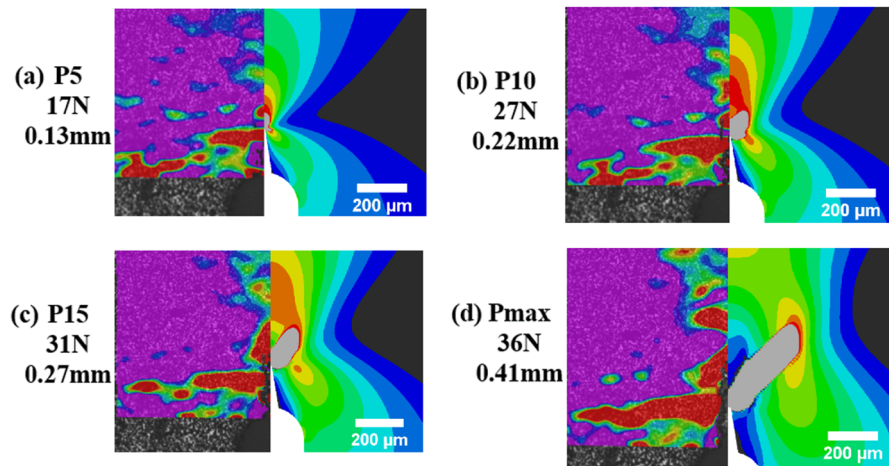 (a) P5
17N
0.13mm
200 µm
(b) P10
27N
0.22mm
200 µm
(c) P15
31N
0.27mm
200 µm
(d) Pmax
36N
0.41mm
200 µm